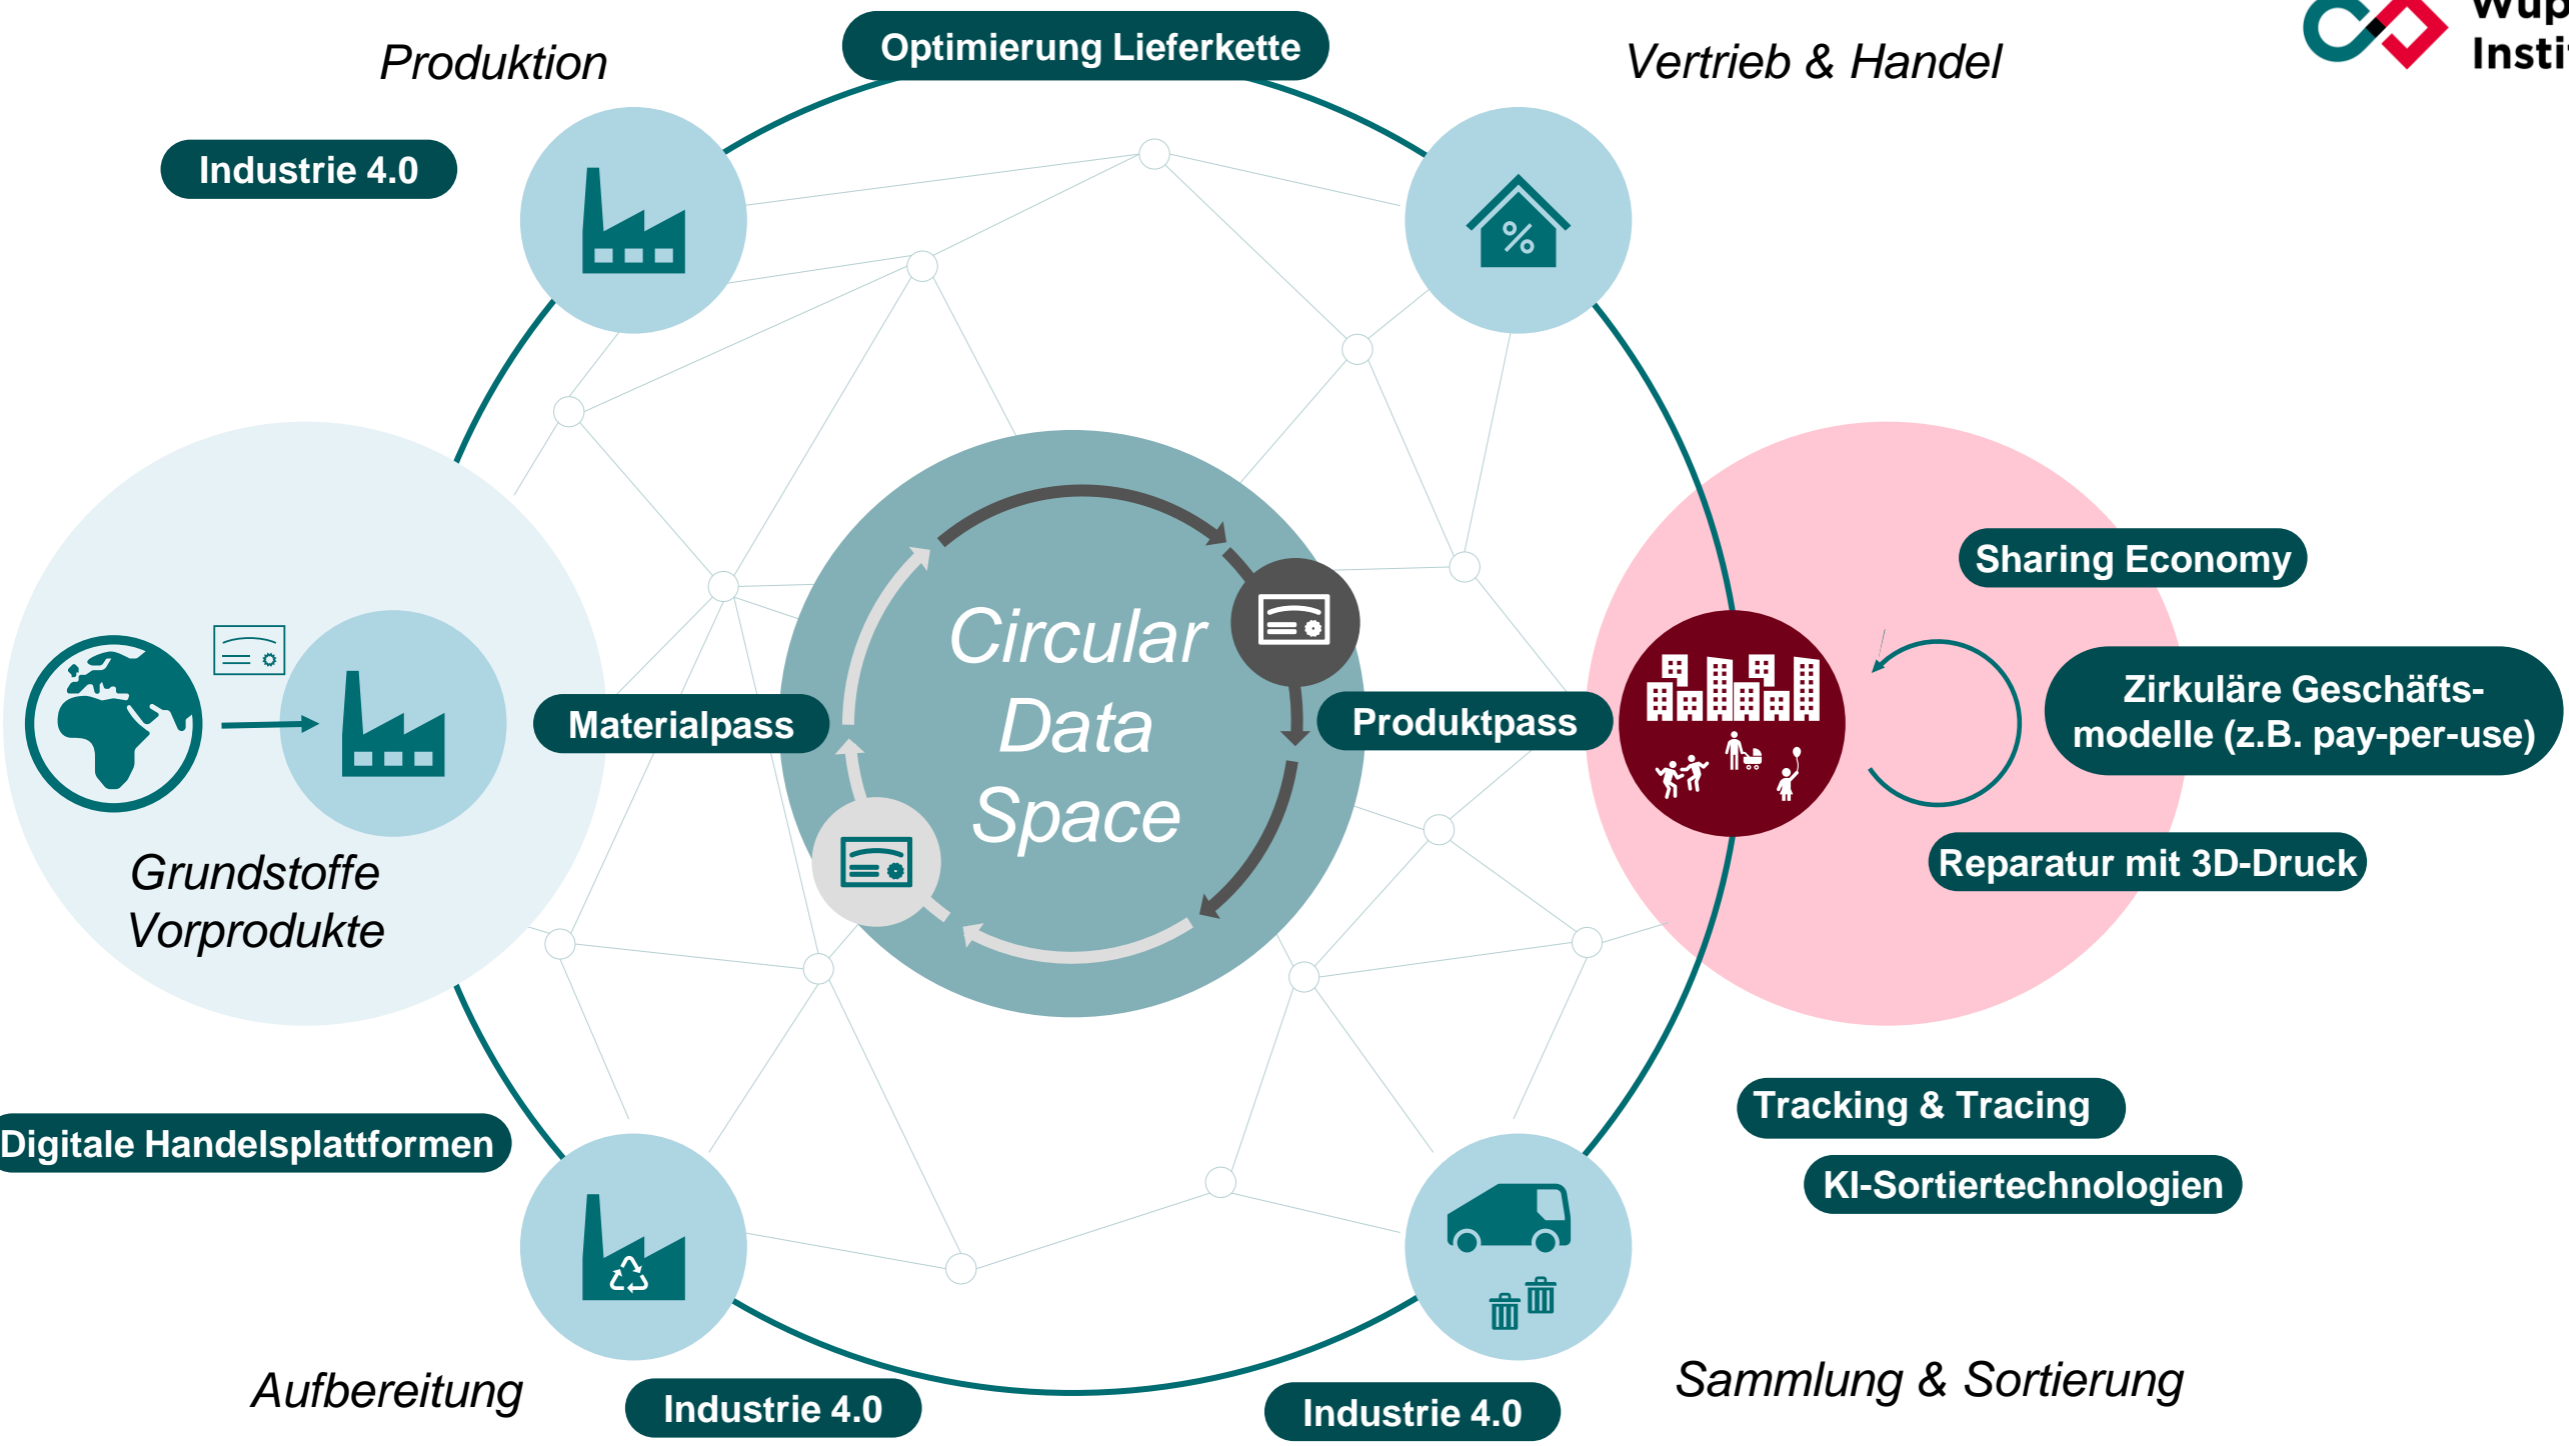 Optimierung Lieferkette
Produktion
Vertrieb & Handel
Industrie 4.0
%
Sharing Economy
Circular
Data
Space
Zirkuläre Geschäfts-
modelle (z.B. pay-per-use)
Materialpass
Produktpass
Reparatur mit 3D-Druck
Grundstoffe
Vorprodukte
Tracking & Tracing
Digitale Handelsplattformen
KI-Sortiertechnologien
Aufbereitung
Sammlung & Sortierung
Industrie 4.0
Industrie 4.0